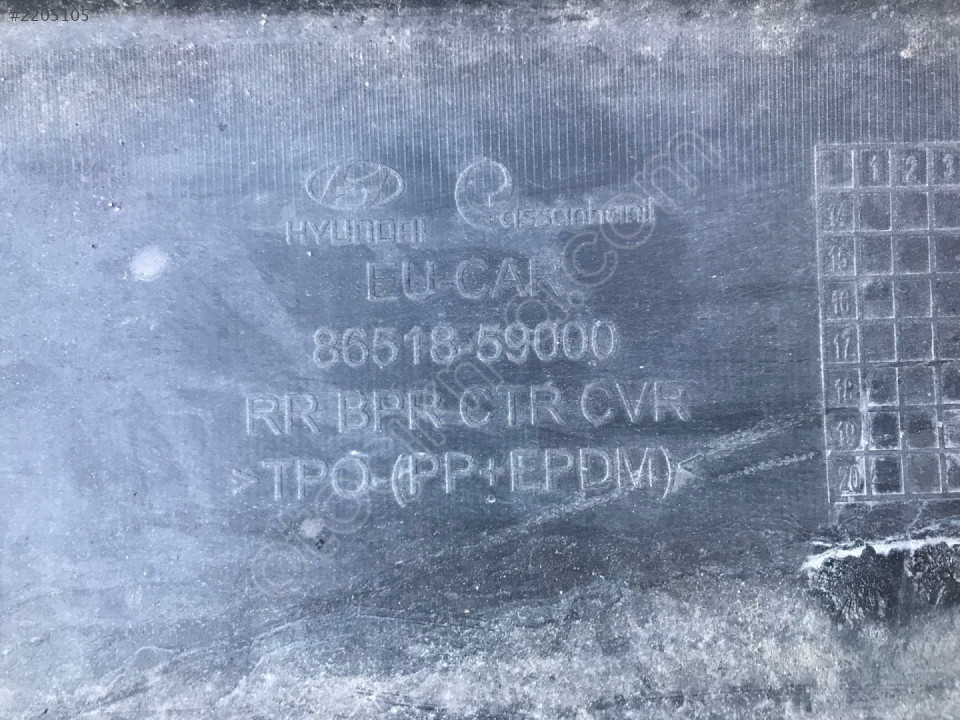 #2205105
HYUNDAI assanhanil
EU-CAR
86518-59000
RR BPR CTR CVR
>TPO-(PP+EPDM)<
1 2 3
14
15
16
17
18
19
20